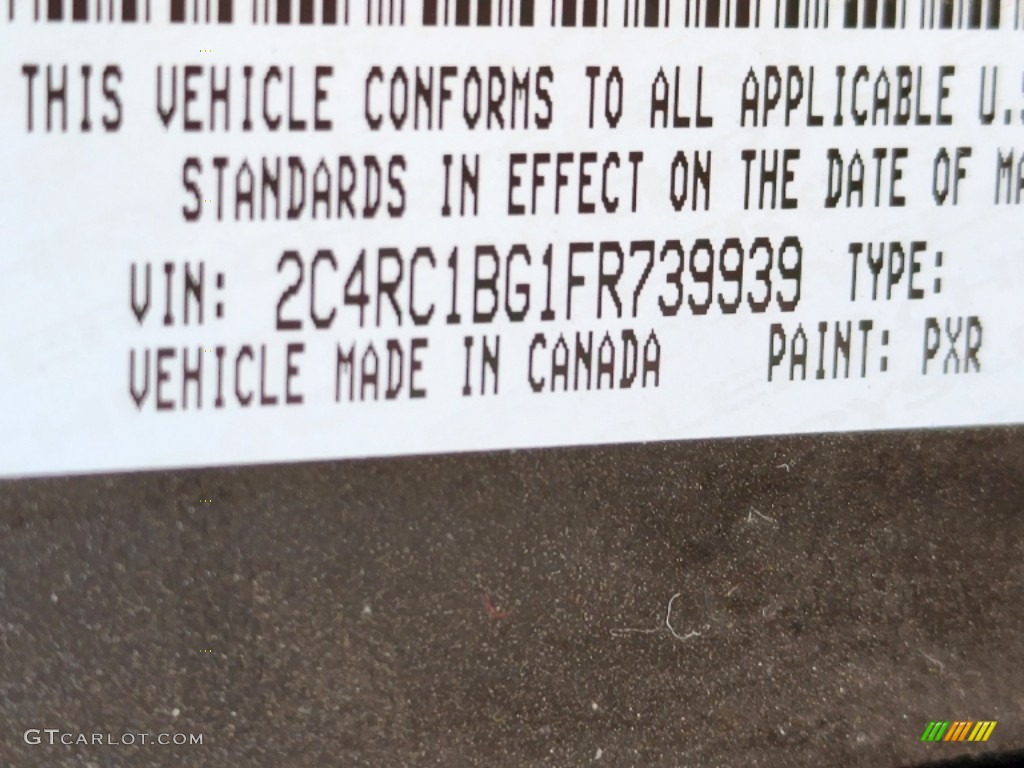 THIS VEHICLE CONFORMS TO ALL APPLICABLE U.S
STANDARDS IN EFFECT ON THE DATE OF MA
VIN: 2C4RC1BG1FR739939 TYPE:
VEHICLE MADE IN CANADA PAINT: PXR
GTCARLOT.COM